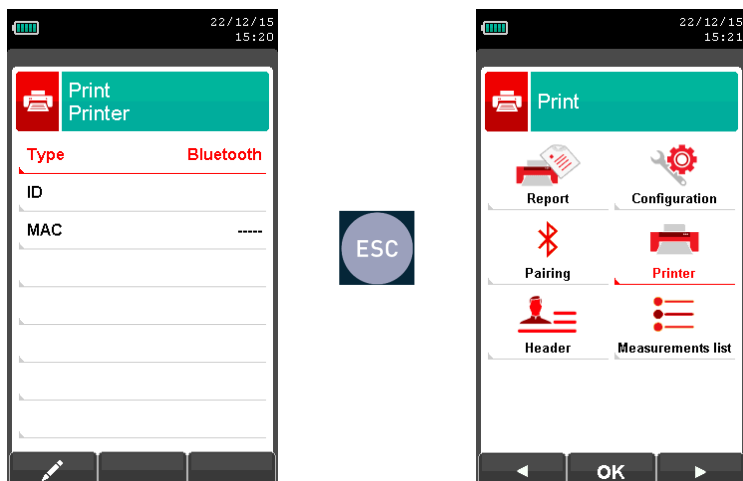 22/12/15
15:20
Print
Printer
Type Bluetooth
ID
MAC -----
ESC
22/12/15
15:21
Print
Report Configuration
Pairing Printer
Header Measurements list
OK